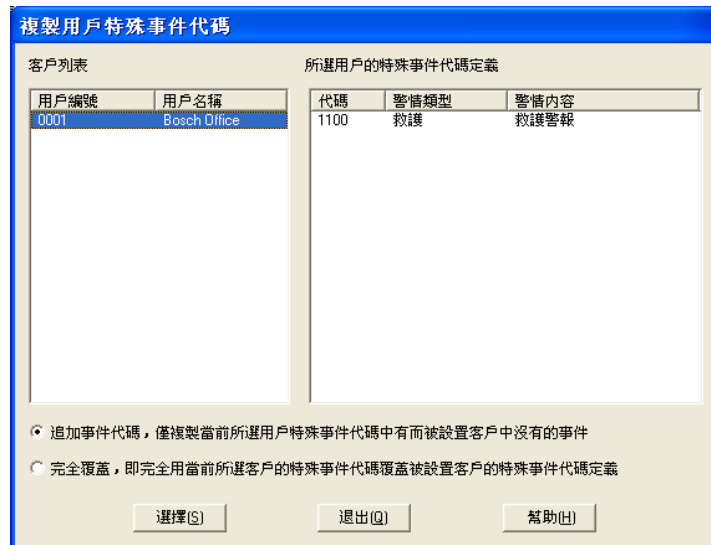 複製用戶特殊事件代碼
客戶列表 所選用戶的特殊事件代碼定義
用戶編號 用戶名稱 代碼 警情類型 警情内容
0001 Bosch Office 1100 救護 救護警報
追加事件代碼，僅複製當前所選用戶特殊事件代碼中有而被設置客戶中沒有的事件
完全覆蓋，即完全用當前所選客戶的特殊事件代碼覆蓋被設置客戶的特殊事件代碼定義
選擇(S) 退出(Q) 幫助(H)